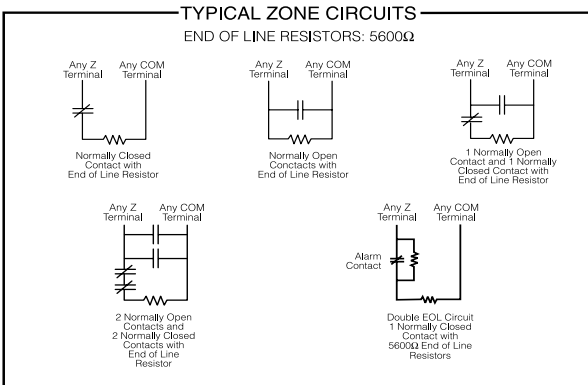 TYPICAL ZONE CIRCUITS
END OF LINE RESISTORS: 5600Ω
Any Z
Terminal
Any COM
Terminal
Normally Closed
Contact with
End of Line Resistor
Any Z
Terminal
Any COM
Terminal
Normally Open
Conctacts with
End of Line Resistor
Any Z
Terminal
Any COM
Terminal
1 Normally Open
Contact and 1 Normally
Closed Contact with
End of Line Resistor
Any Z
Terminal
Any COM
Terminal
2 Normally Open
Contacts and
2 Normally Closed
Contacts with
End of Line
Resistor
Any Z
Terminal
Any COM
Terminal
Alarm
Contact
Double EOL Circuit
1 Normally Closed
Contact with
5600Ω End of Line
Resistors